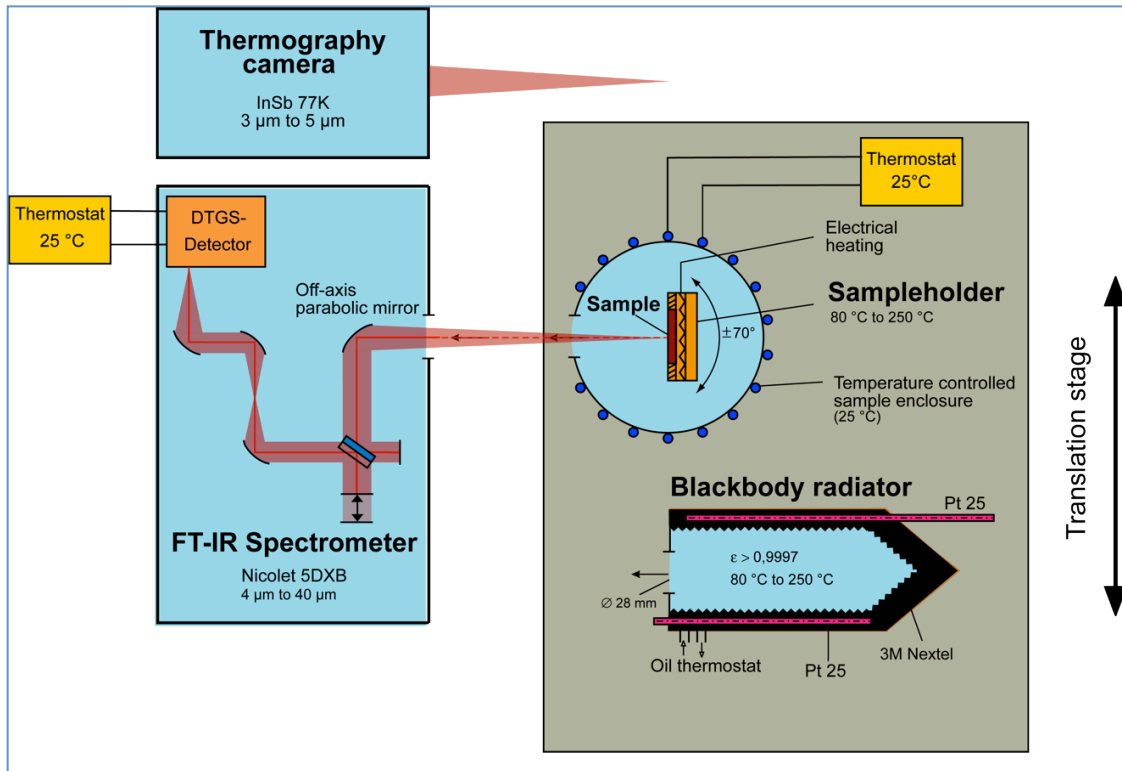 Thermography
camera
InSb 77K
3 µm to 5 µm
Thermostat
25 °C
DTGS-
Detector
Off-axis
parabolic mirror
FT-IR Spectrometer
Nicolet 5DXB
4 µm to 40 µm
Thermostat
25°C
Electrical
heating
Sample
Sampleholder
80 °C to 250 °C
±70°
Temperature controlled
sample enclosure
(25 °C)
Blackbody radiator
Pt 25
ε > 0,9997
80 °C to 250 °C
∅ 28 mm
Oil thermostat
Pt 25
3M Nextel
Translation stage